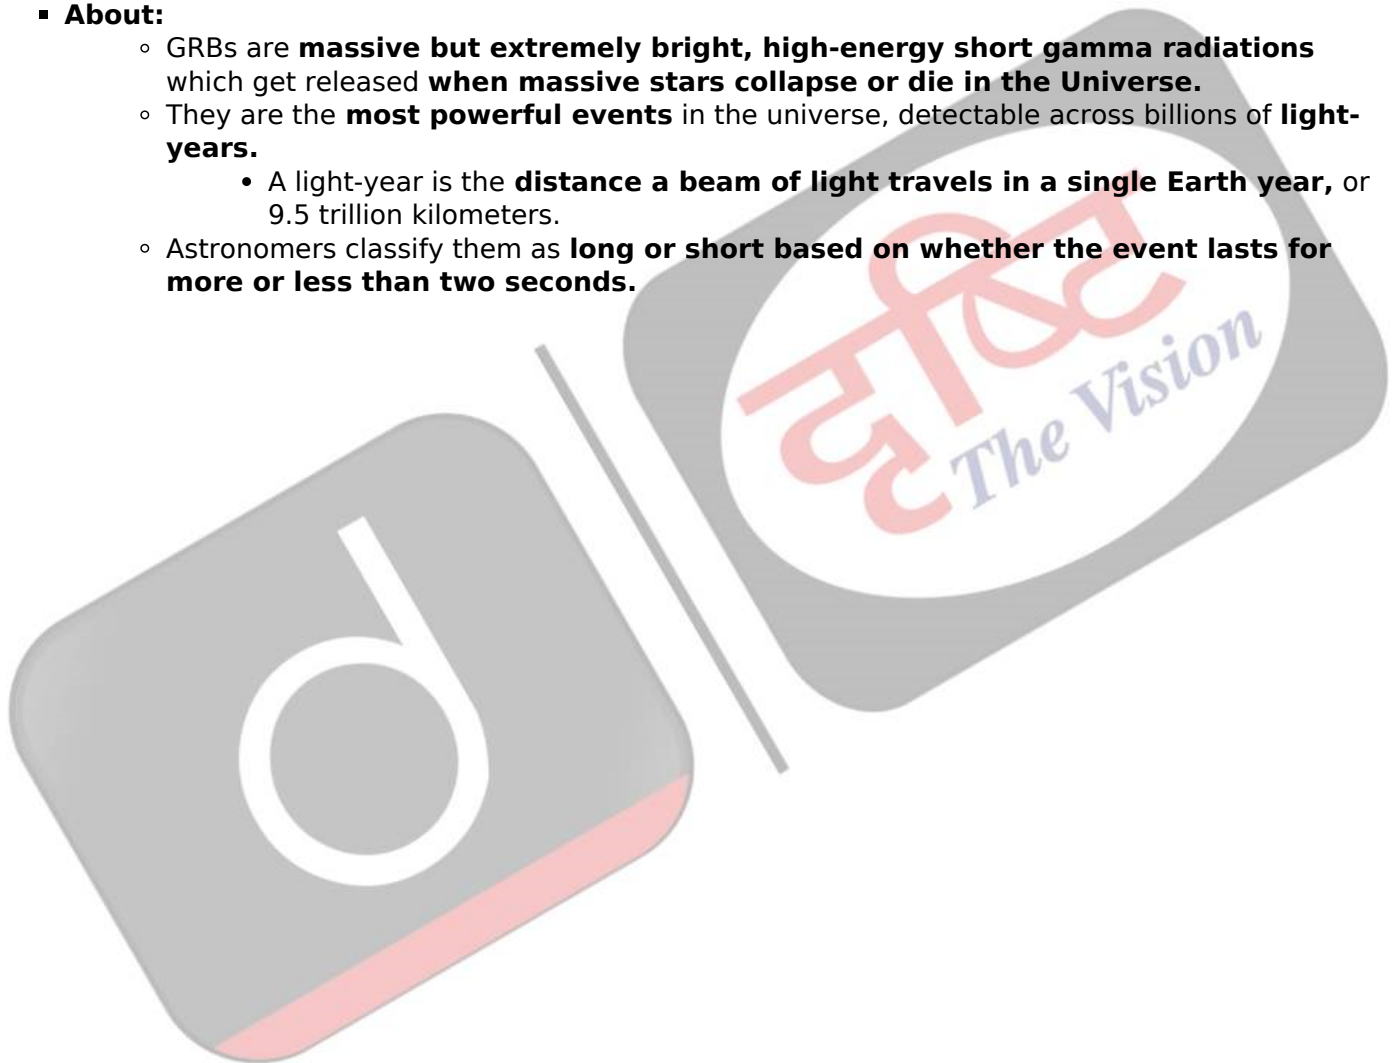 About:
GRBs are massive but extremely bright, high-energy short gamma radiations
which get released when massive stars collapse or die in the Universe.
They are the most powerful events in the universe, detectable across billions of light-
years.
A light-year is the distance a beam of light travels in a single Earth year, or
9.5 trillion kilometers.
Astronomers classify them as long or short based on whether the event lasts for
more or less than two seconds.
दृष्टि
The Vision
d